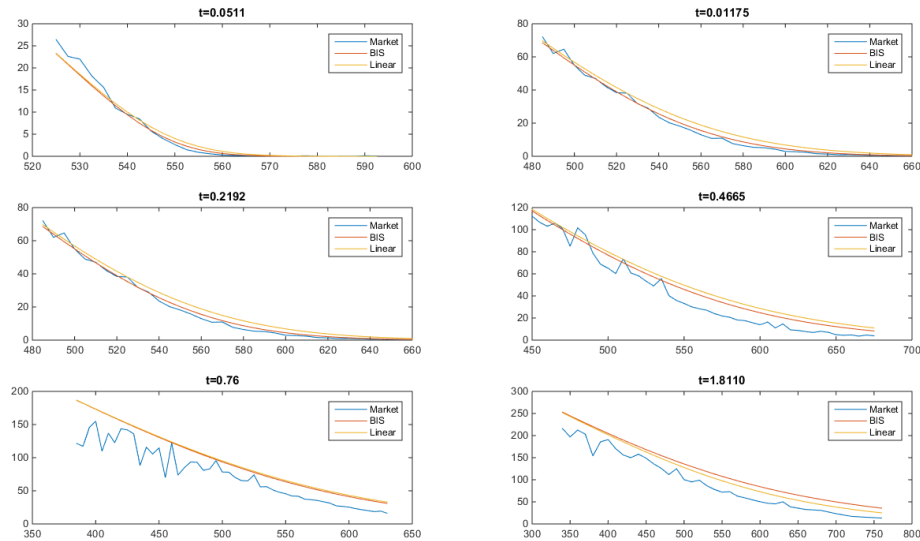 t=0.0511
30
25
20
15
10
5
0
520 530 540 550 560 570 580 590 600
Market
BIS
Linear
t=0.01175
80
60
40
20
0
480 500 520 540 560 580 600 620 640 660
Market
BIS
Linear
t=0.2192
80
60
40
20
0
480 500 520 540 560 580 600 620 640 660
Market
BIS
Linear
t=0.4665
120
100
80
60
40
20
0
450 500 550 600 650 700
Market
BIS
Linear
t=0.76
200
150
100
50
0
350 400 450 500 550 600 650
Market
BIS
Linear
t=1.8110
300
250
200
150
100
50
0
300 350 400 450 500 550 600 650 700 750 800
Market
BIS
Linear